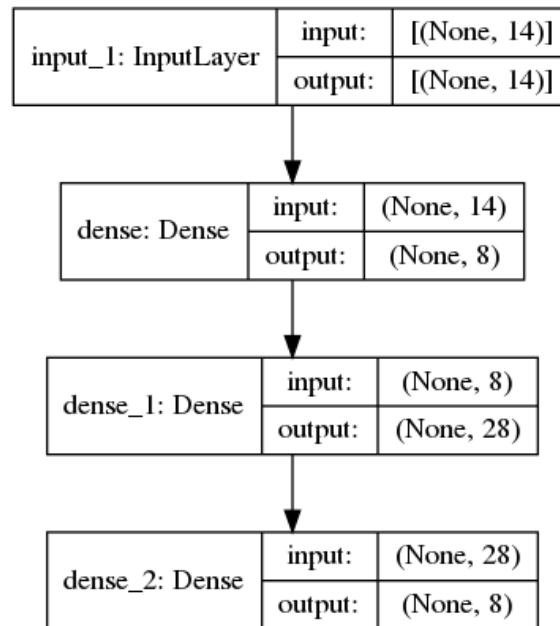 input_1: InputLayer input: [(None, 14)]
output: [(None, 14)]
dense: Dense input: (None, 14)
output: (None, 8)
dense_1: Dense input: (None, 8)
output: (None, 28)
dense_2: Dense input: (None, 28)
output: (None, 8)